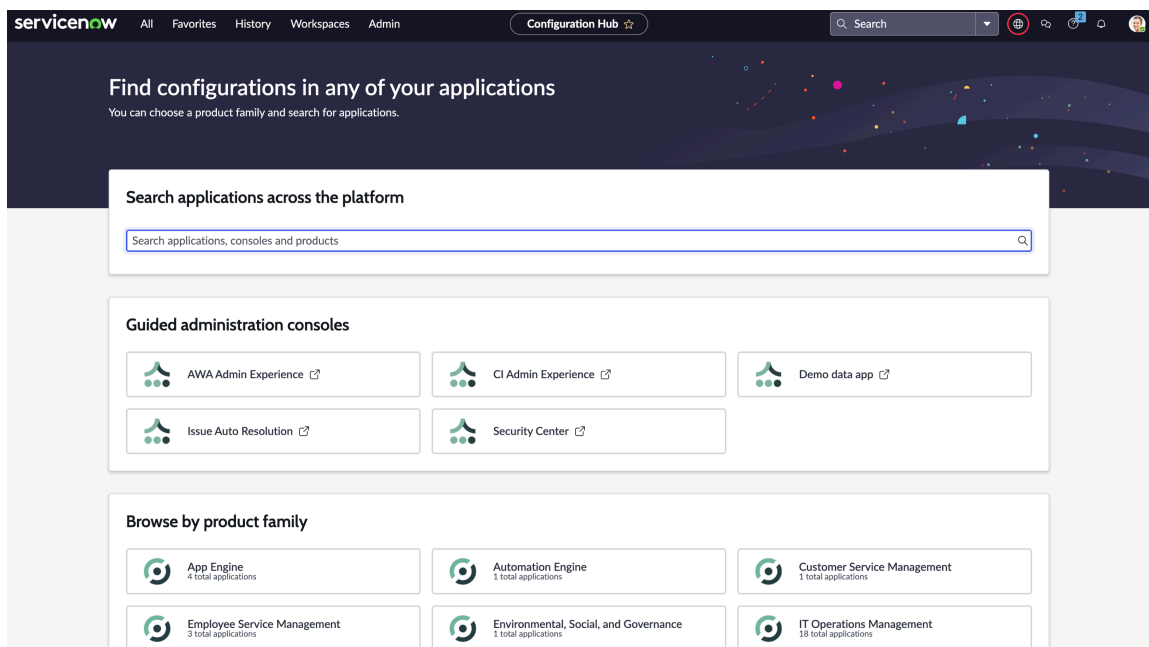 servicenow All Favorites History Workspaces Admin Configuration Hub Search 2
Find configurations in any of your applications
You can choose a product family and search for applications.
Search applications across the platform
Search applications, consoles and products
Guided administration consoles
AWA Admin Experience CI Admin Experience Demo data app
Issue Auto Resolution Security Center
Browse by product family
App Engine Automation Engine Customer Service Management
4 total applications 1 total applications 1 total applications
Employee Service Management Environmental, Social, and Governance IT Operations Management
3 total applications 1 total applications 18 total applications